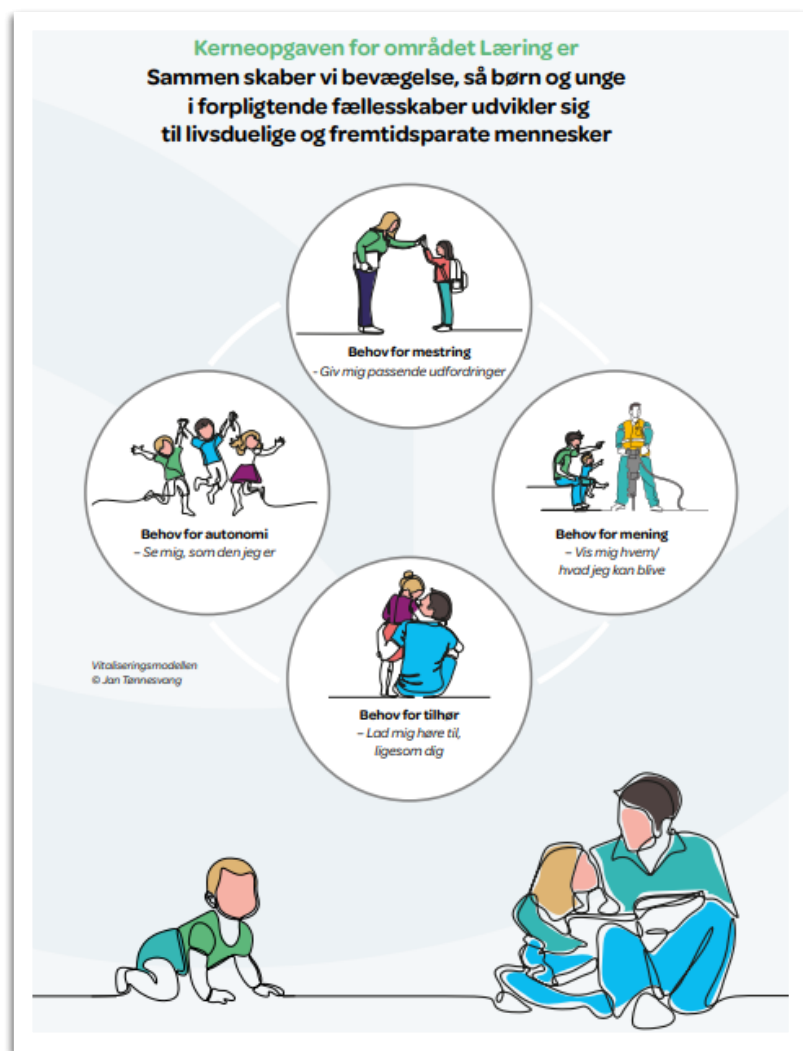 Kerneopgaven for området Læring er
Sammen skaber vi bevægelse, så børn og unge
i forpligtende fællesskaber udvikler sig
til livsduelige og fremtidsparate mennesker
Behov for mestring
- Giv mig passende udfordringer
Behov for autonomi
– Se mig, som den jeg er
Behov for mening
– Vis mig hvem/
hvad jeg kan blive
Behov for tilhør
– Lad mig høre til,
ligesom dig
Vitaliseringsmodellen
© Jan Tønnesvang